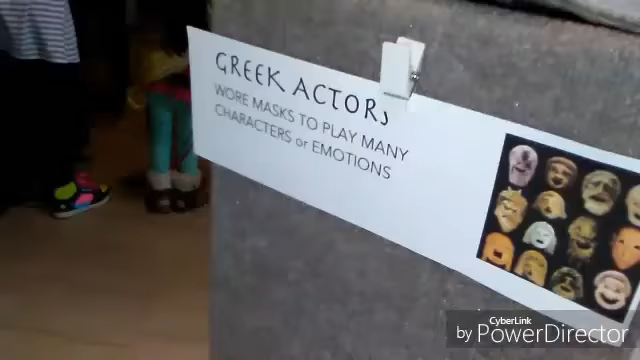 GREEK ACTORS
WORE MASKS TO PLAY MANY
CHARACTERS or EMOTIONS
CyberLink
by PowerDirector